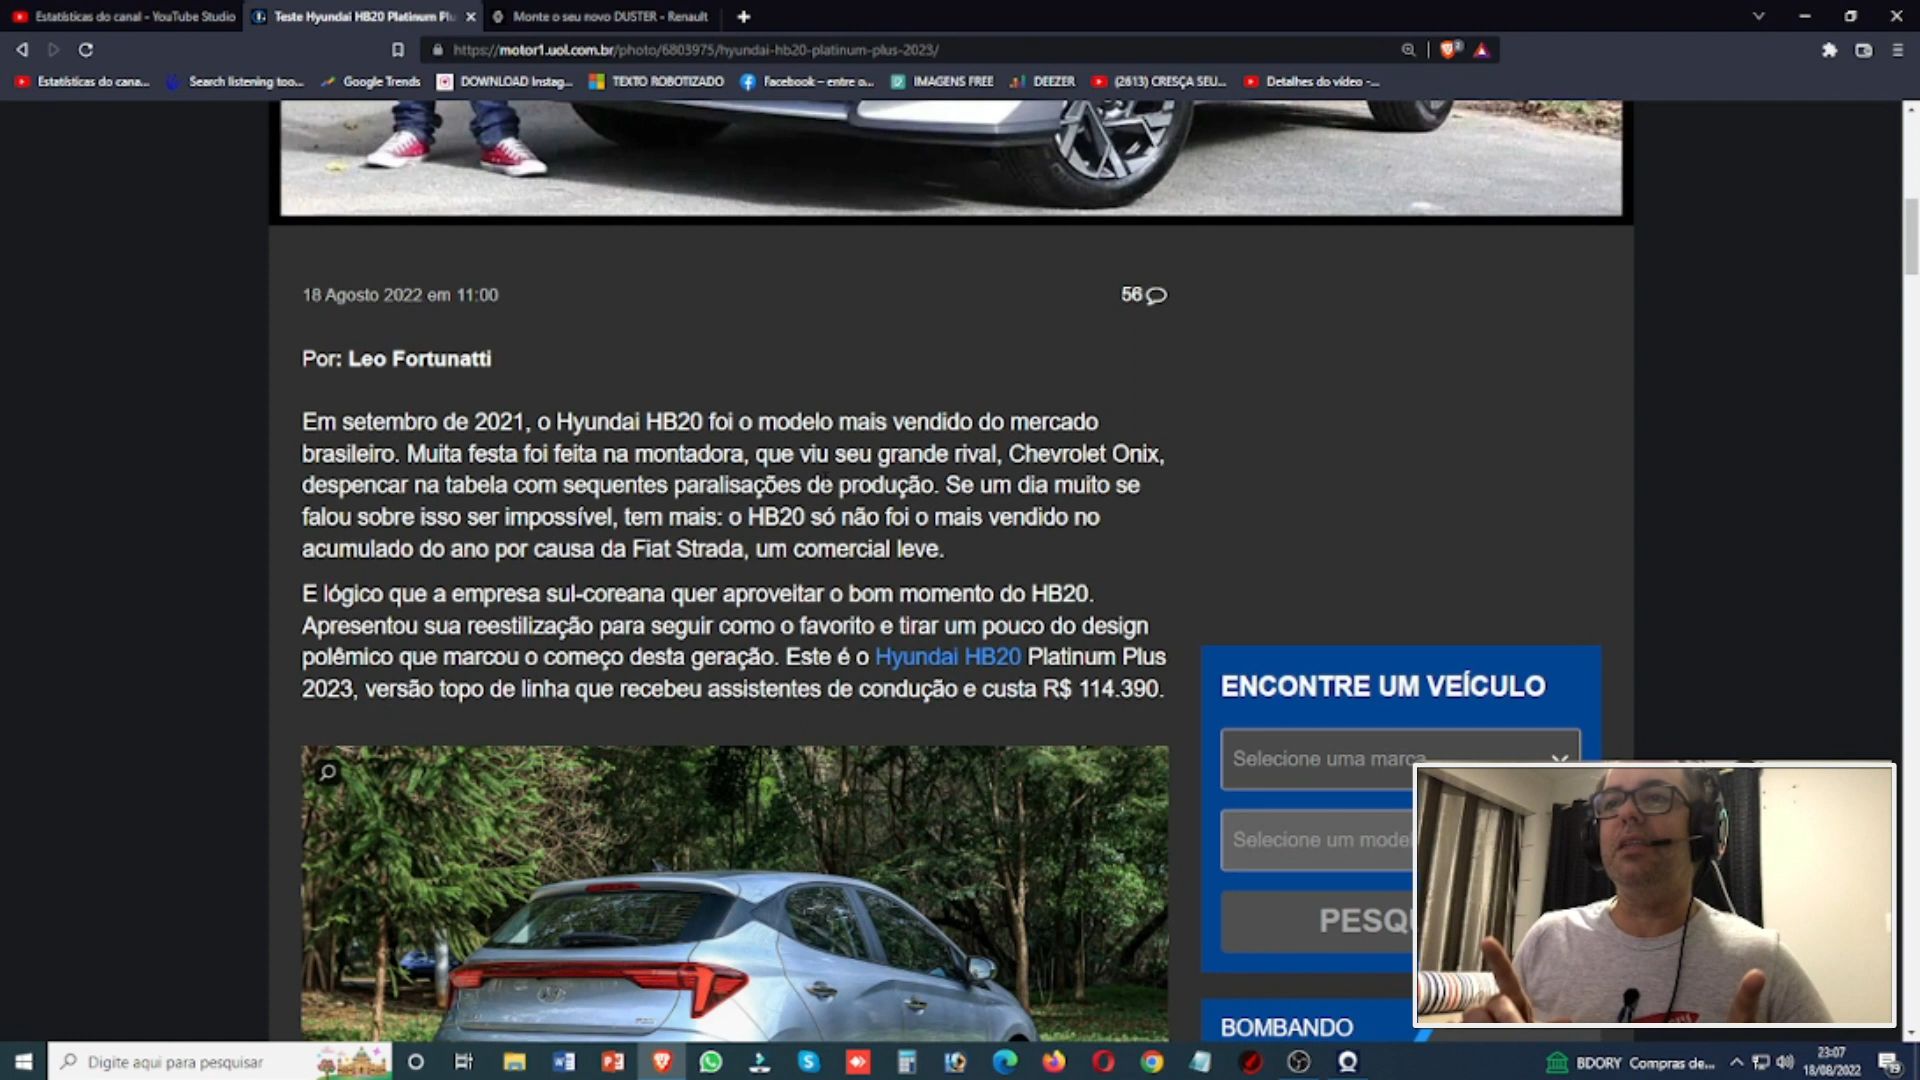 Estatísticas do canal - YouTube Studio
Teste Hyundai HB20 Platinum Plu
Monte o seu novo DUSTER - Renault
https://motor1.uol.com.br/photo/6803975/hyundai-hb20-platinum-plus-2023/
Estatísticas do cana...
Search listening too...
Google Trends
DOWNLOAD Instag...
TEXTO ROBOTIZADO
Facebook – entre o...
IMAGENS FREE
DEEZER
(2613) CRESÇA SEU...
Detalhes do vídeo -...
18 Agosto 2022 em 11:00
56
Por: Leo Fortunatti
Em setembro de 2021, o Hyundai HB20 foi o modelo mais vendido do mercado
brasileiro. Muita festa foi feita na montadora, que viu seu grande rival, Chevrolet Onix,
despencar na tabela com sequentes paralisações de produção. Se um dia muito se
falou sobre isso ser impossível, tem mais: o HB20 só não foi o mais vendido no
acumulado do ano por causa da Fiat Strada, um comercial leve.
E lógico que a empresa sul-coreana quer aproveitar o bom momento do HB20.
Apresentou sua reestilização para seguir como o favorito e tirar um pouco do design
polêmico que marcou o começo desta geração. Este é o Hyundai HB20 Platinum Plus
2023, versão topo de linha que recebeu assistentes de condução e custa R$ 114.390.
ENCONTRE UM VEÍCULO
Selecione uma marca
Selecione um model
PESQU
BOMBANDO
Digite aqui para pesquisar
BDORY Compras de...
23:07
18/08/2022